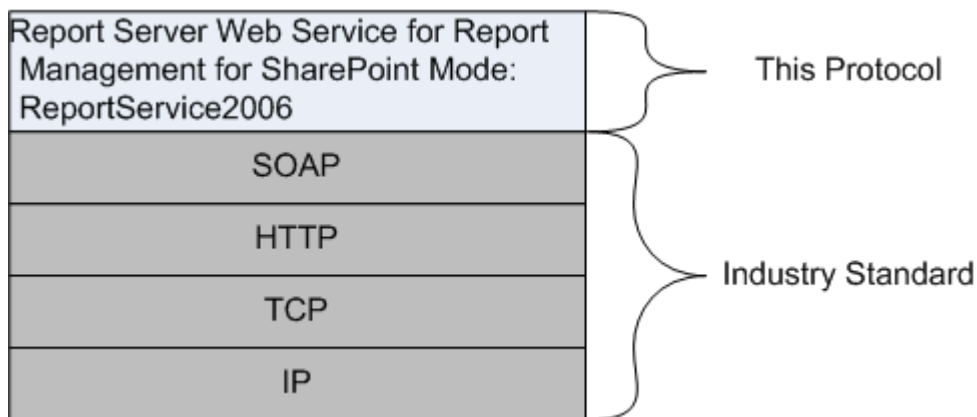 Report Server Web Service for Report
Management for SharePoint Mode:
ReportService2006
This Protocol
SOAP
HTTP
TCP
IP
Industry Standard